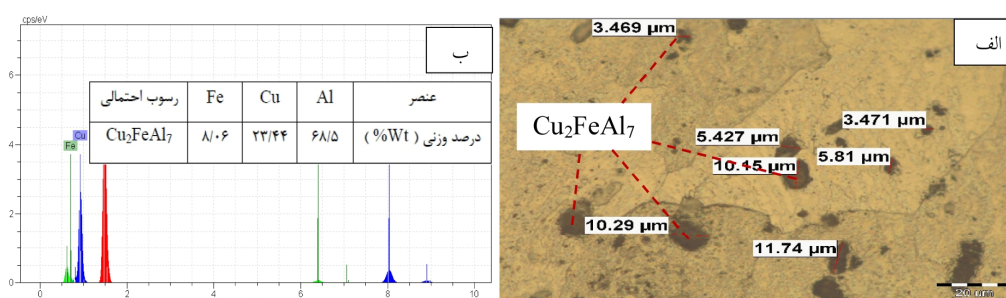 cps/eV
ب
عنصر Al Cu Fe رسوب احتمالی
درصد وزنی ( Wt%) ۶۸/۵ ۲۳/۴۴ ۸/۰۶ Cu₂FeAl₇
Fe
Cu
6
4
2
0
0 2 4 6 8 10
الف
3.469 µm
Cu₂FeAl₇
3.471 µm
5.427 µm
5.81 µm
10.15 µm
10.29 µm
11.74 µm
20 µm